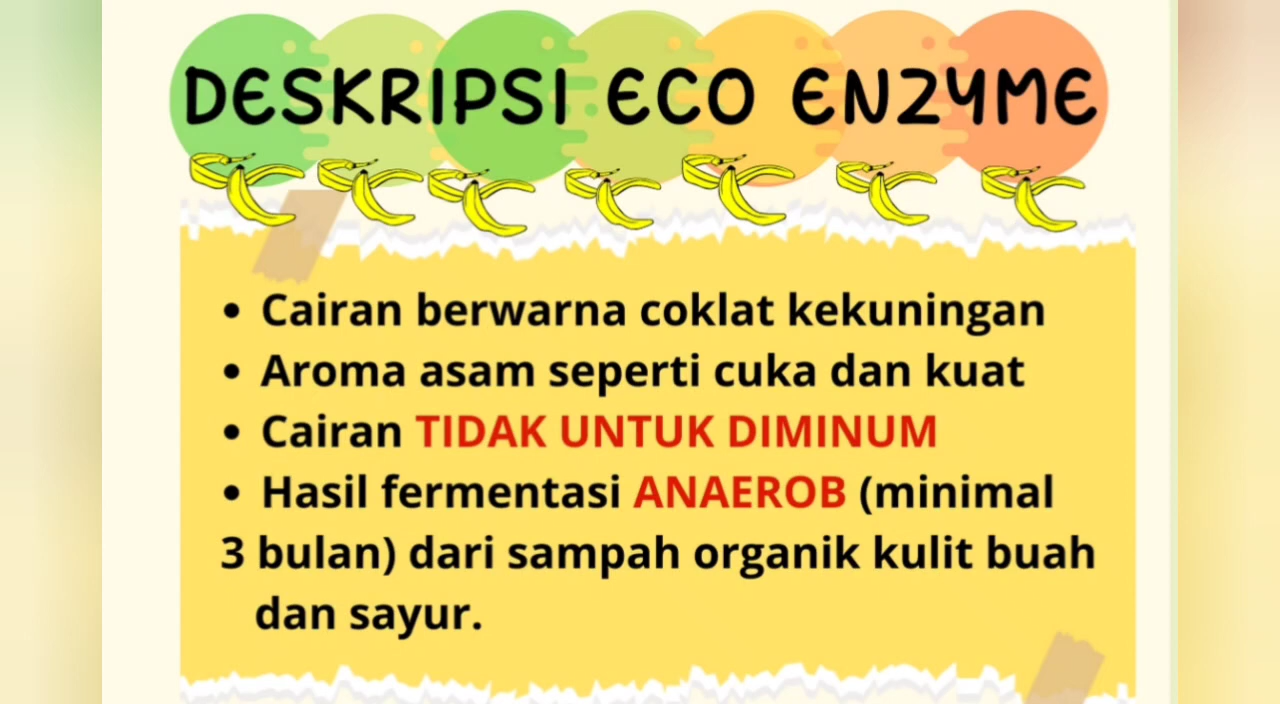 DESKRIPSI ECO ENZYME
• Cairan berwarna coklat kekuningan
• Aroma asam seperti cuka dan kuat
• Cairan TIDAK UNTUK DIMINUM
• Hasil fermentasi ANAEROB (minimal
3 bulan) dari sampah organik kulit buah
dan sayur.